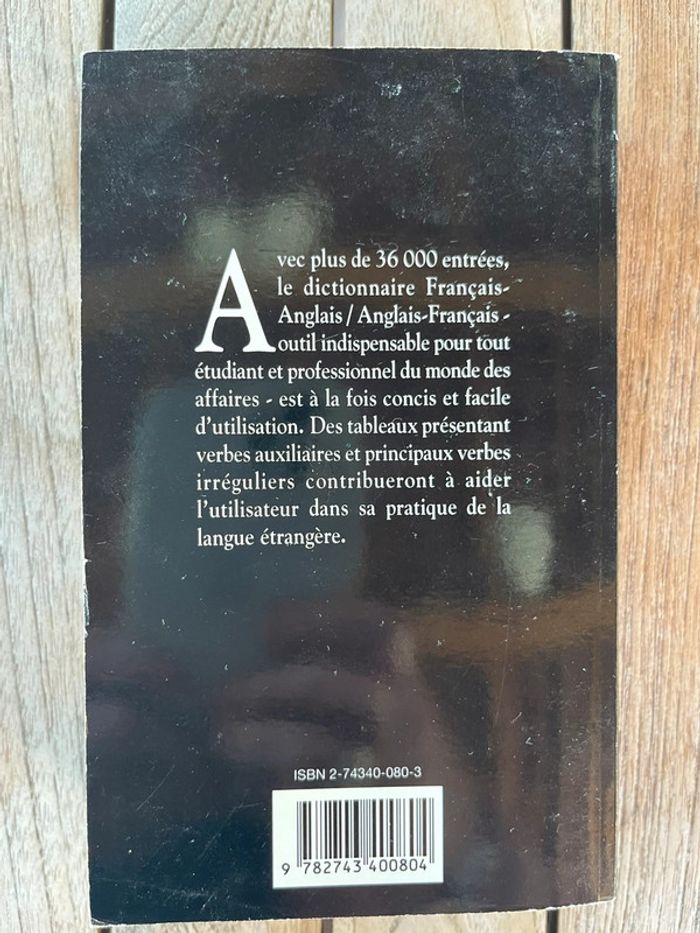 Avec plus de 36 000 entrées,
le dictionnaire Français-
Anglais / Anglais-Français -
outil indispensable pour tout
étudiant et professionnel du monde des
affaires - est à la fois concis et facile
d'utilisation. Des tableaux présentant
verbes auxiliaires et principaux verbes
irréguliers contribueront à aider
l'utilisateur dans sa pratique de la
langue étrangère.
ISBN 2-74340-080-3
9 782743 400804